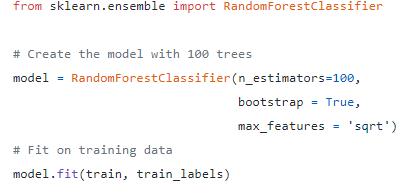 from sklearn.ensemble import RandomForestClassifier
# Create the model with 100 trees
model = RandomForestClassifier(n_estimators=100,
bootstrap = True,
max_features = 'sqrt')
# Fit on training data
model.fit(train, train_labels)